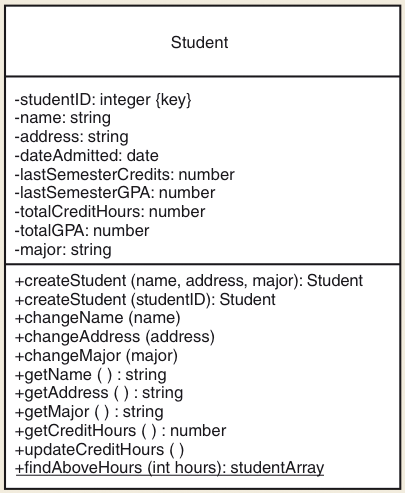 Student
-studentID: integer {key}
-name: string
-address: string
-dateAdmitted: date
-lastSemesterCredits: number
-lastSemesterGPA: number
-totalCreditHours: number
-totalGPA: number
-major: string
+createStudent (name, address, major): Student
+createStudent (studentID): Student
+changeName (name)
+changeAddress (address)
+changeMajor (major)
+getName ( ) : string
+getAddress ( ) : string
+getMajor ( ) : string
+getCreditHours ( ) : number
+updateCreditHours ( )
+findAboveHours (int hours): studentArray